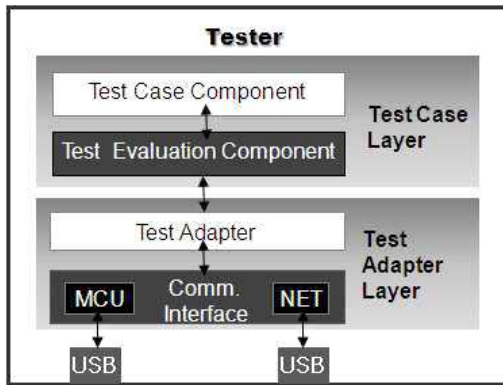 Tester
Test Case Component
Test Evaluation Component
Test Case
Layer
Test Adapter
Test
Adapter
Layer
MCU
Comm.
Interface
NET
USB
USB